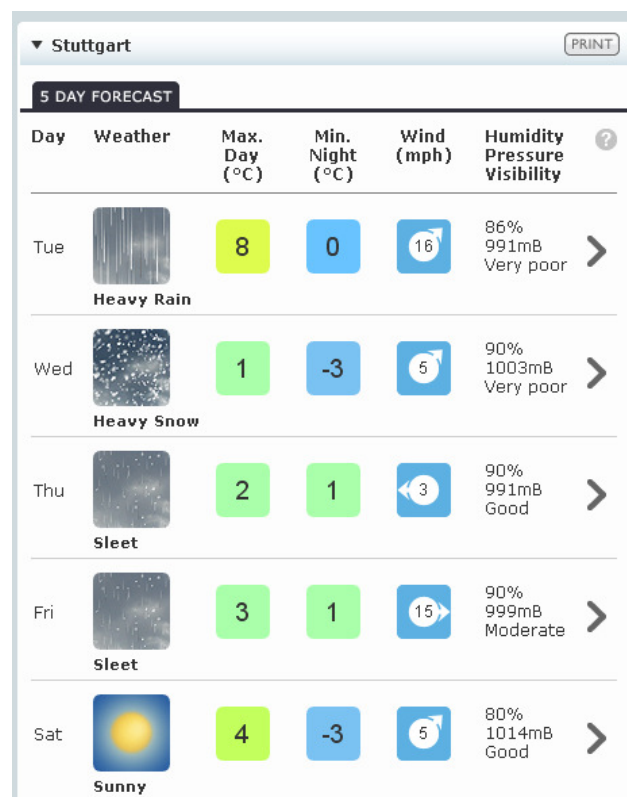 ▼ Stuttgart PRINT
5 DAY FORECAST
Day Weather Max. Day (°C) Min. Night (°C) Wind (mph) Humidity Pressure Visibility ?
Tue Heavy Rain 8 0 16 86% 991mB Very poor
Wed Heavy Snow 1 -3 5 90% 1003mB Very poor
Thu Sleet 2 1 3 90% 991mB Good
Fri Sleet 3 1 15 90% 999mB Moderate
Sat Sunny 4 -3 5 80% 1014mB Good